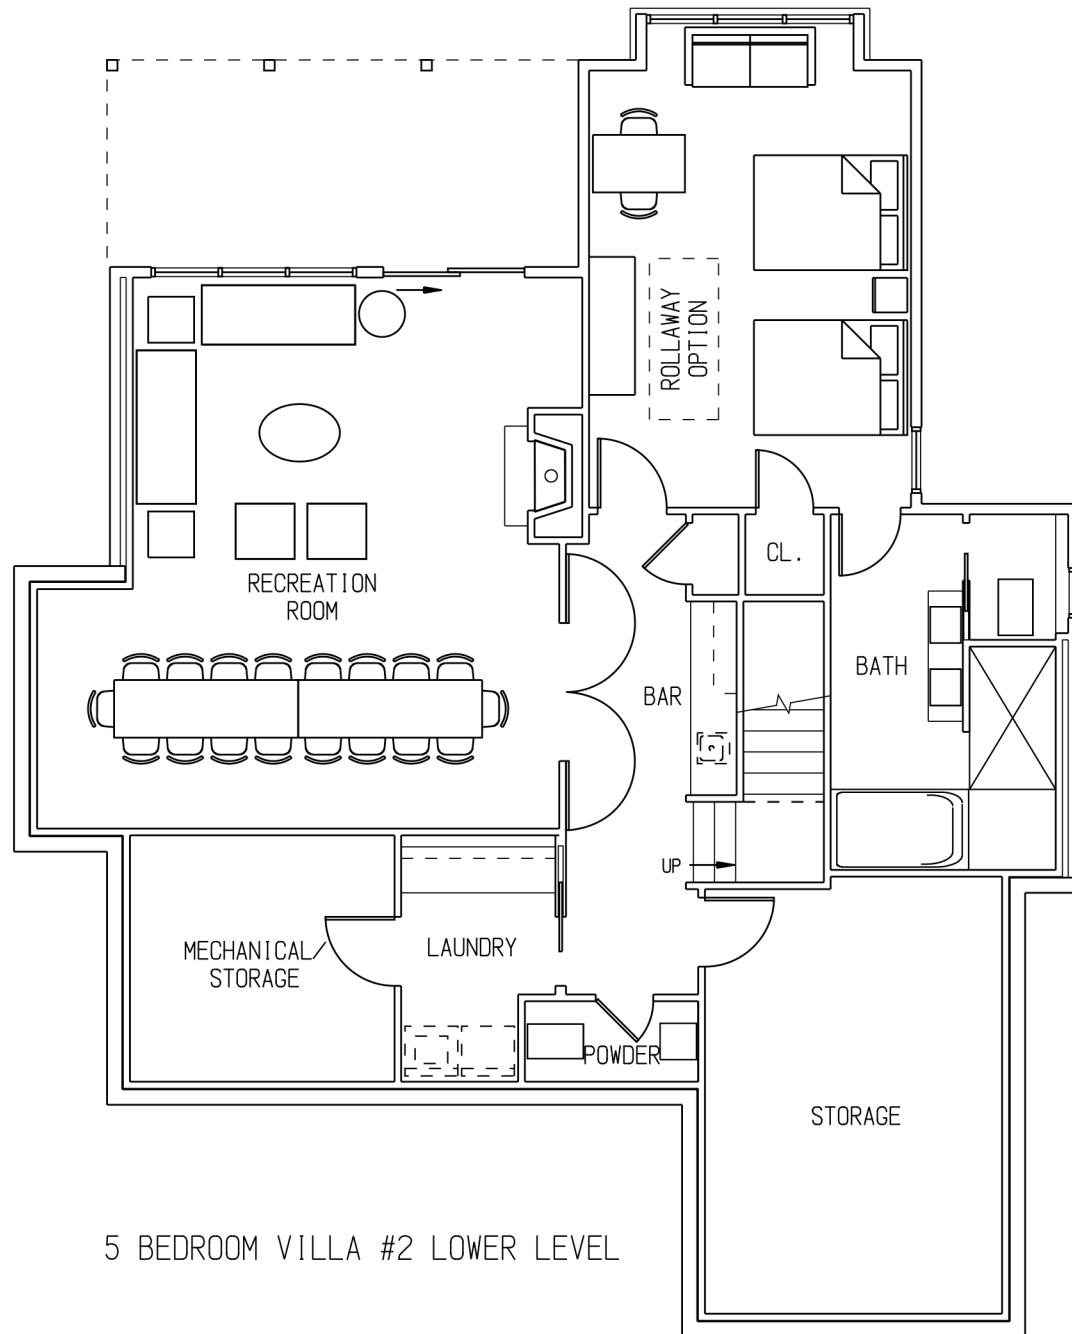 ROLLAWAY
OPTION
CL.
RECREATION
ROOM
BAR
BATH
UP
MECHANICAL/
STORAGE
LAUNDRY
POWDER
STORAGE
5 BEDROOM VILLA #2 LOWER LEVEL